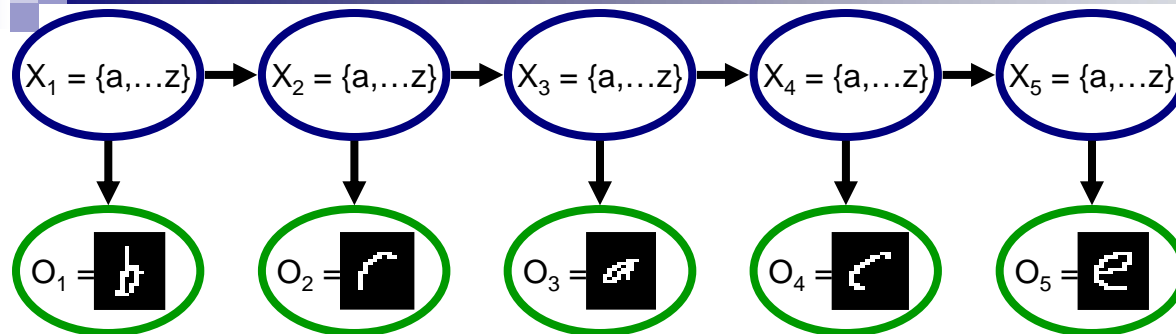 X₁ = {a,…z} X₂ = {a,…z} X₃ = {a,…z} X₄ = {a,…z} X₅ = {a,…z}
O₁ = b O₂ = r O₃ = a O₄ = c O₅ = e